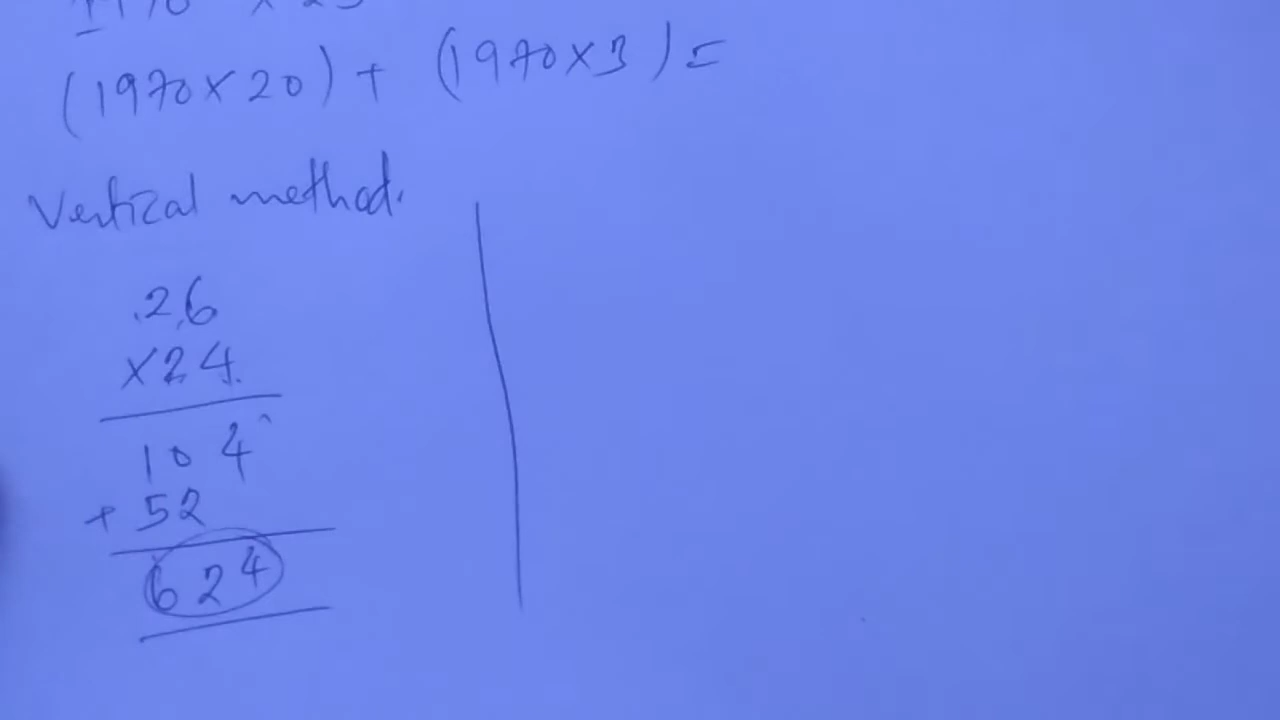 (1970 × 20) + (1970 × 3) =
Vertical method.
26
× 24
104
+ 52
624